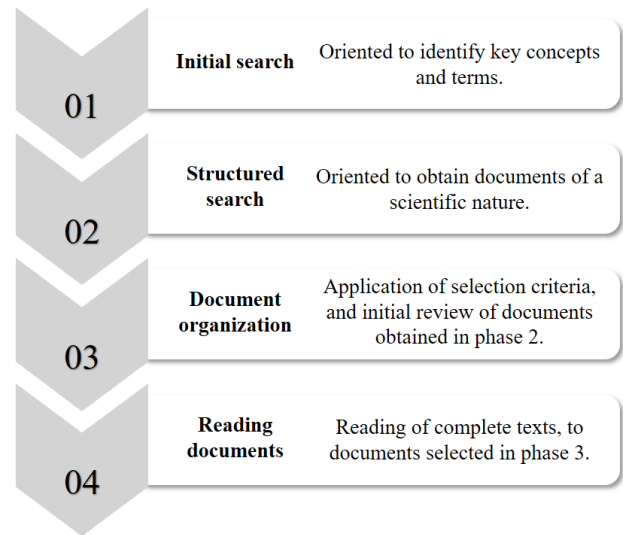 01
Initial search
Oriented to identify key concepts
and terms.
02
Structured
search
Oriented to obtain documents of a
scientific nature.
03
Document
organization
Application of selection criteria,
and initial review of documents
obtained in phase 2.
04
Reading
documents
Reading of complete texts, to
documents selected in phase 3.